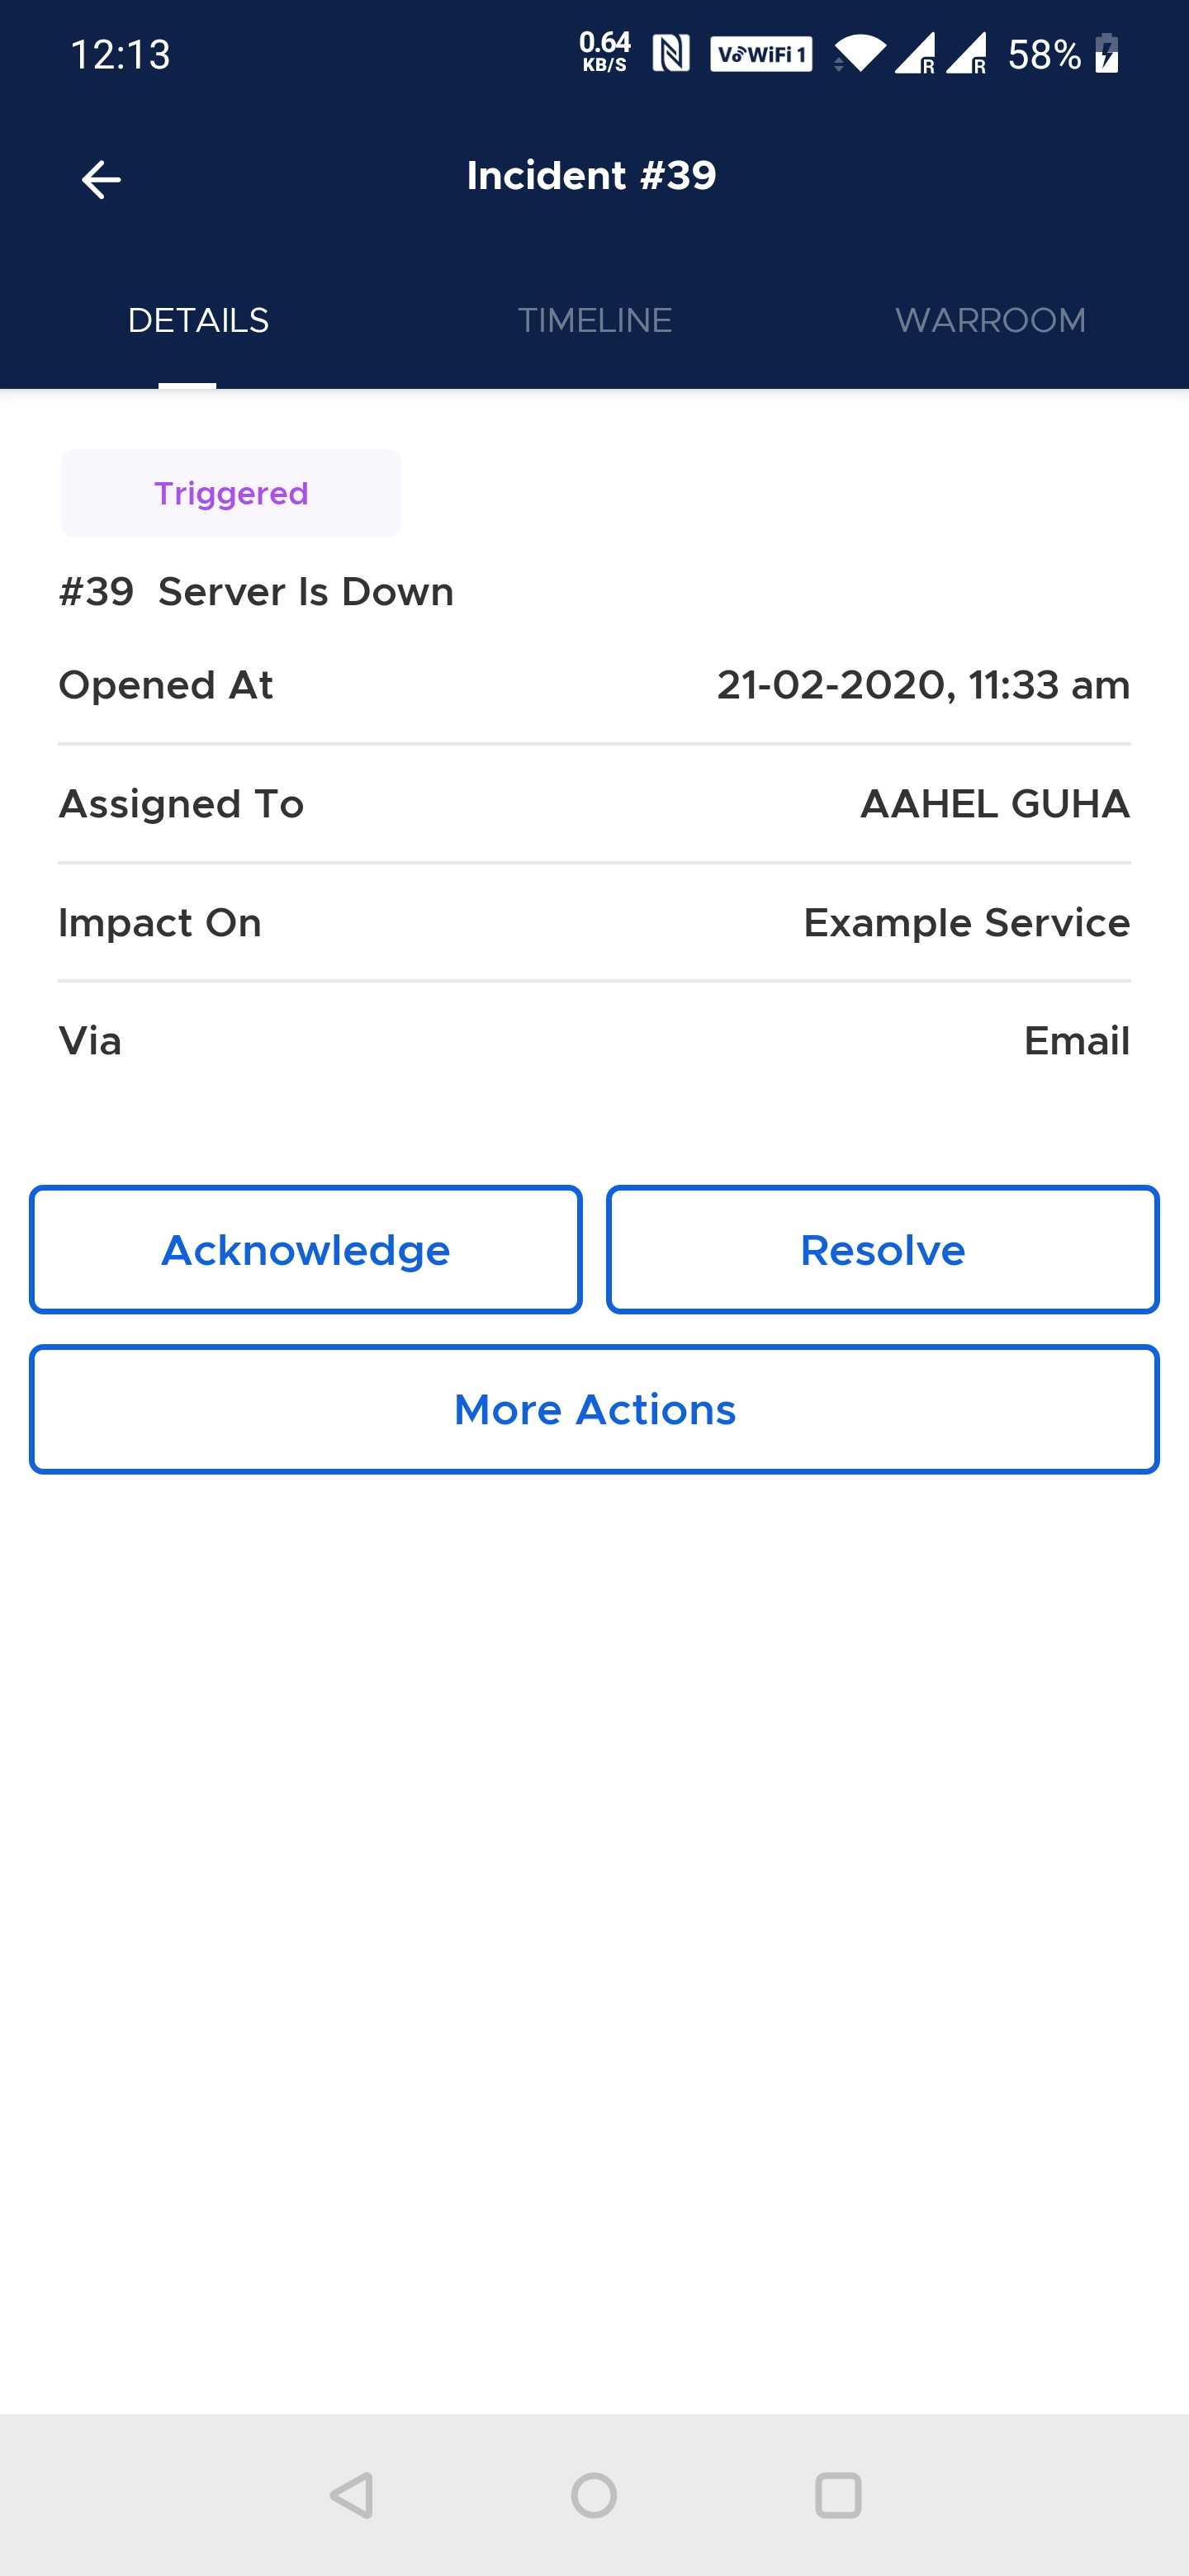 12:13 0.64 KB/S VoWiFi 1 R R 58%
Incident #39
DETAILS TIMELINE WARROOM
Triggered
#39 Server Is Down
Opened At 21-02-2020, 11:33 am
Assigned To AAHEL GUHA
Impact On Example Service
Via Email
Acknowledge Resolve
More Actions